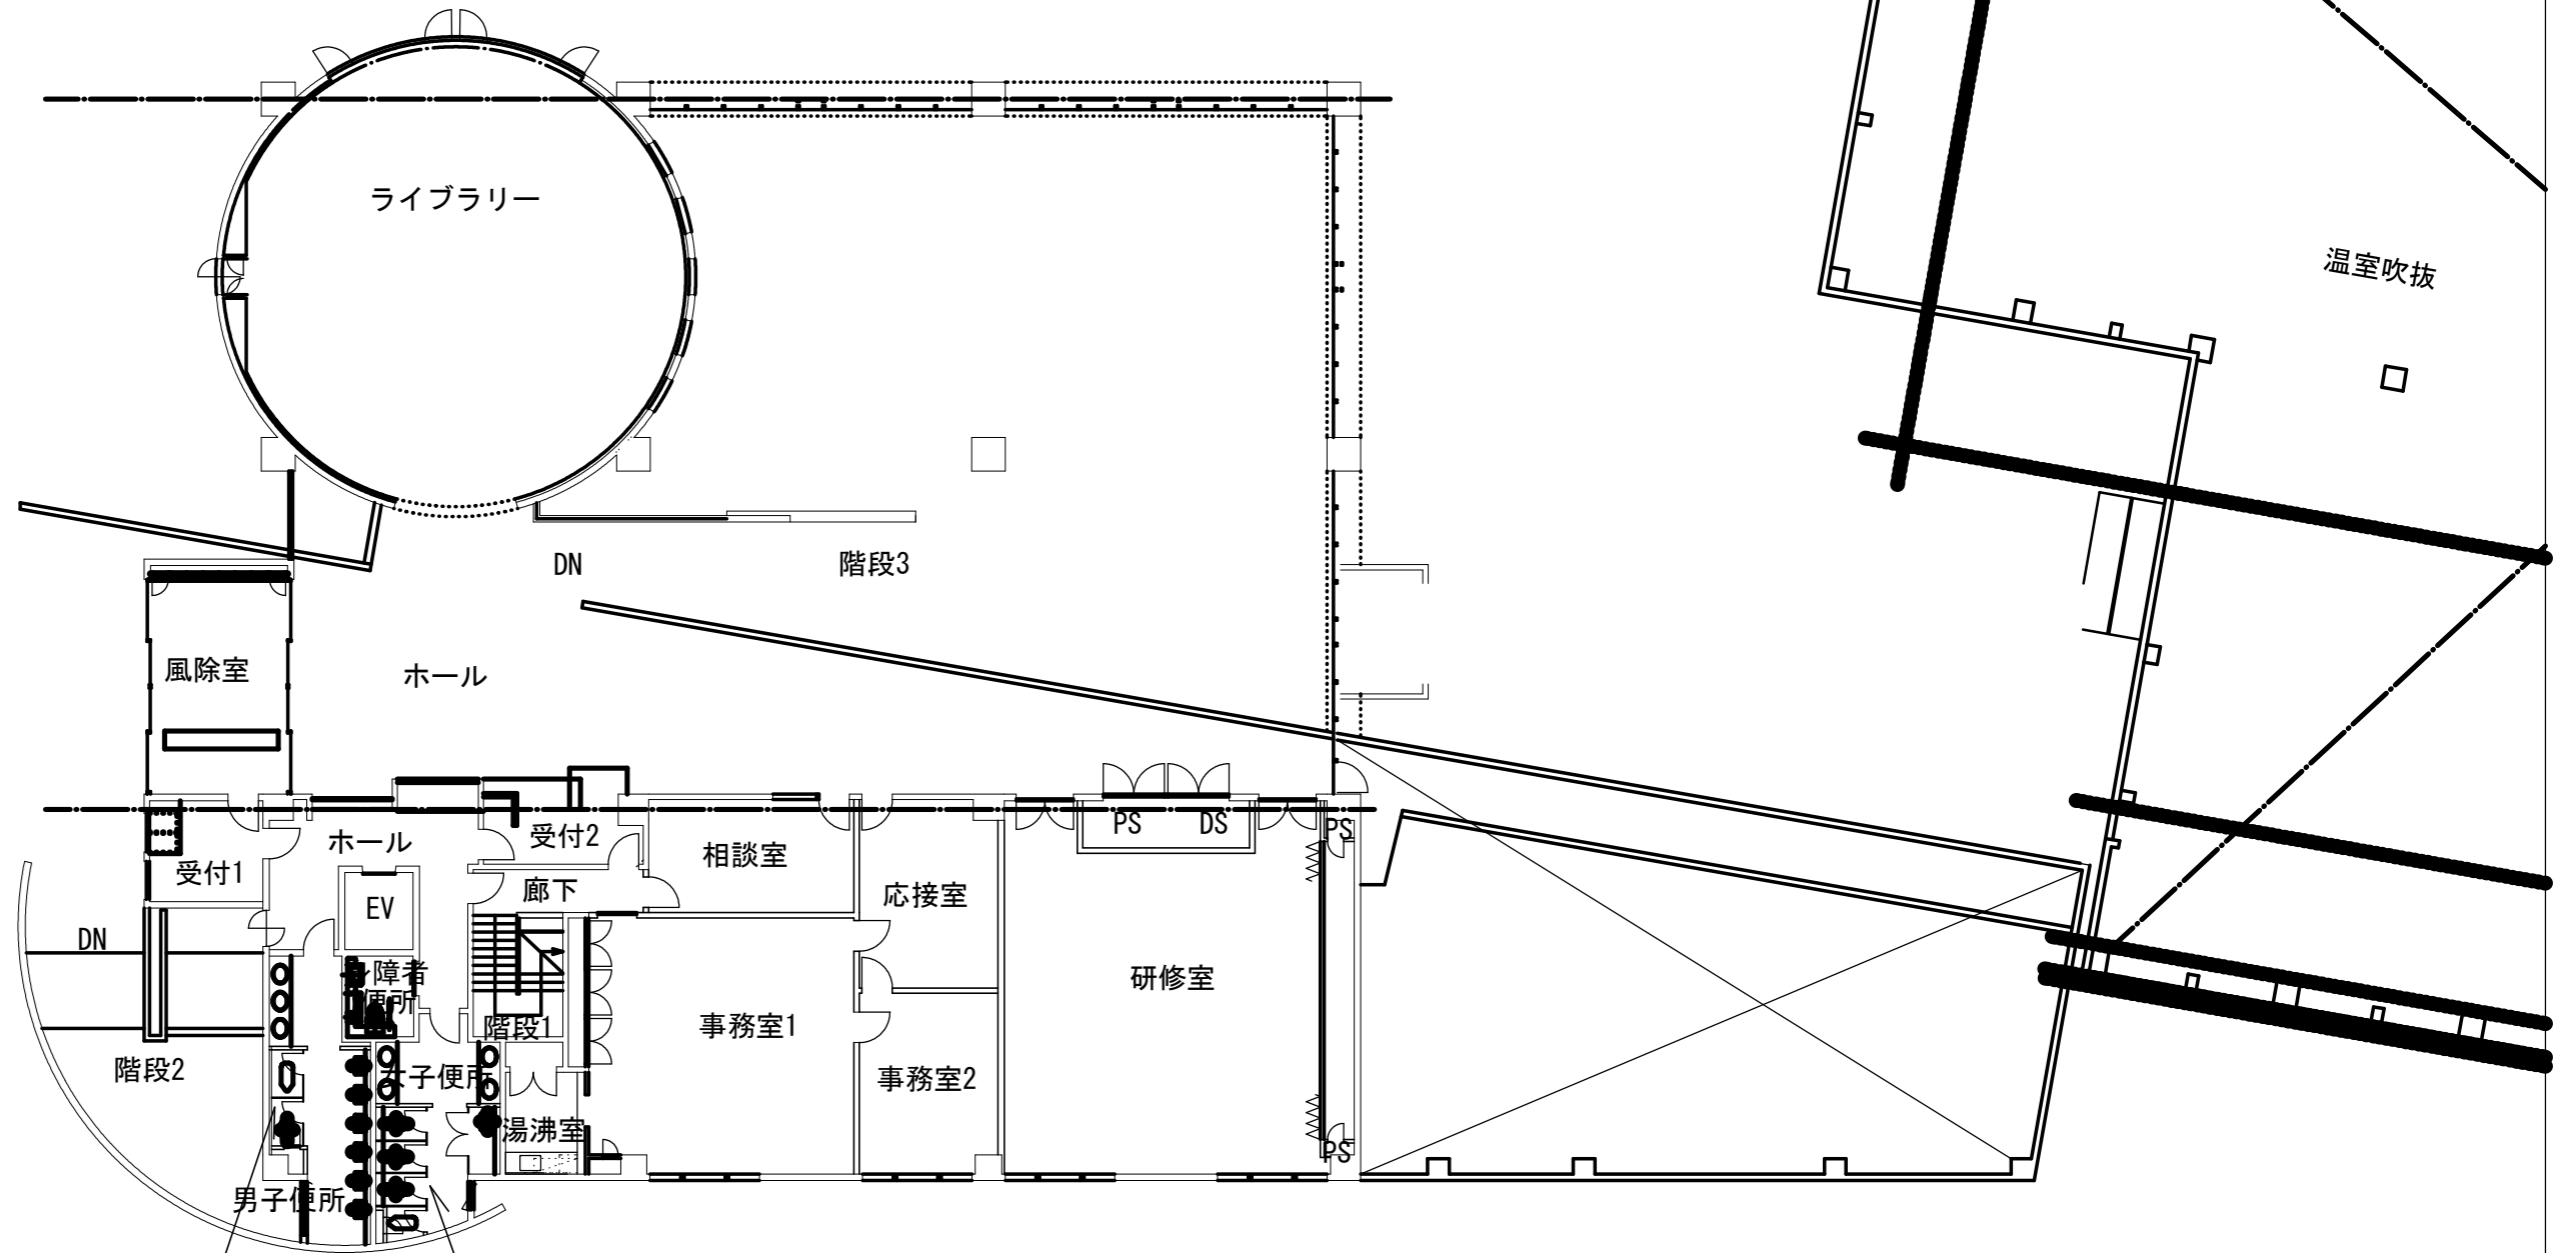 ライブラリー
温室吹抜
DN
階段3
風除室
ホール
PS
DS
PS
ホール
受付2
相談室
受付1
廊下
応接室
EV
DN
身障者
便所
研修室
階段1
事務室1
階段2
女子便所
事務室2
湯沸室
PS
男子便所